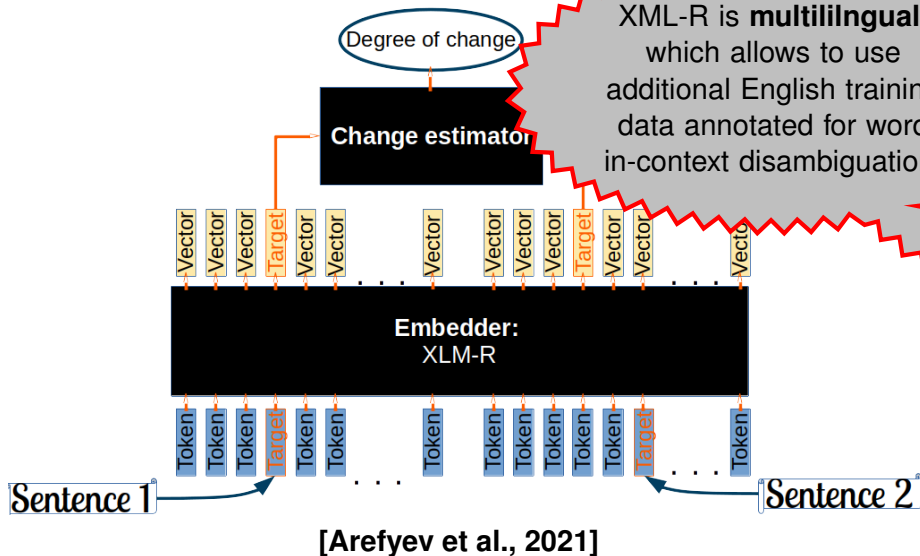 XML-R is multililngual
which allows to use
additional English trainin
data annotated for word
in-context disambiguatio
Degree of change
Change estimator
Vector Vector Vector Target Vector Vector . . . Vector Vector Vector Vector Target Vector Vector . . . Vector
Embedder:
XLM-R
Token Token Token Target Token Token . . . Token Token Token Token Token Token Target . . . Token
Sentence 1
Sentence 2
[Arefyev et al., 2021]